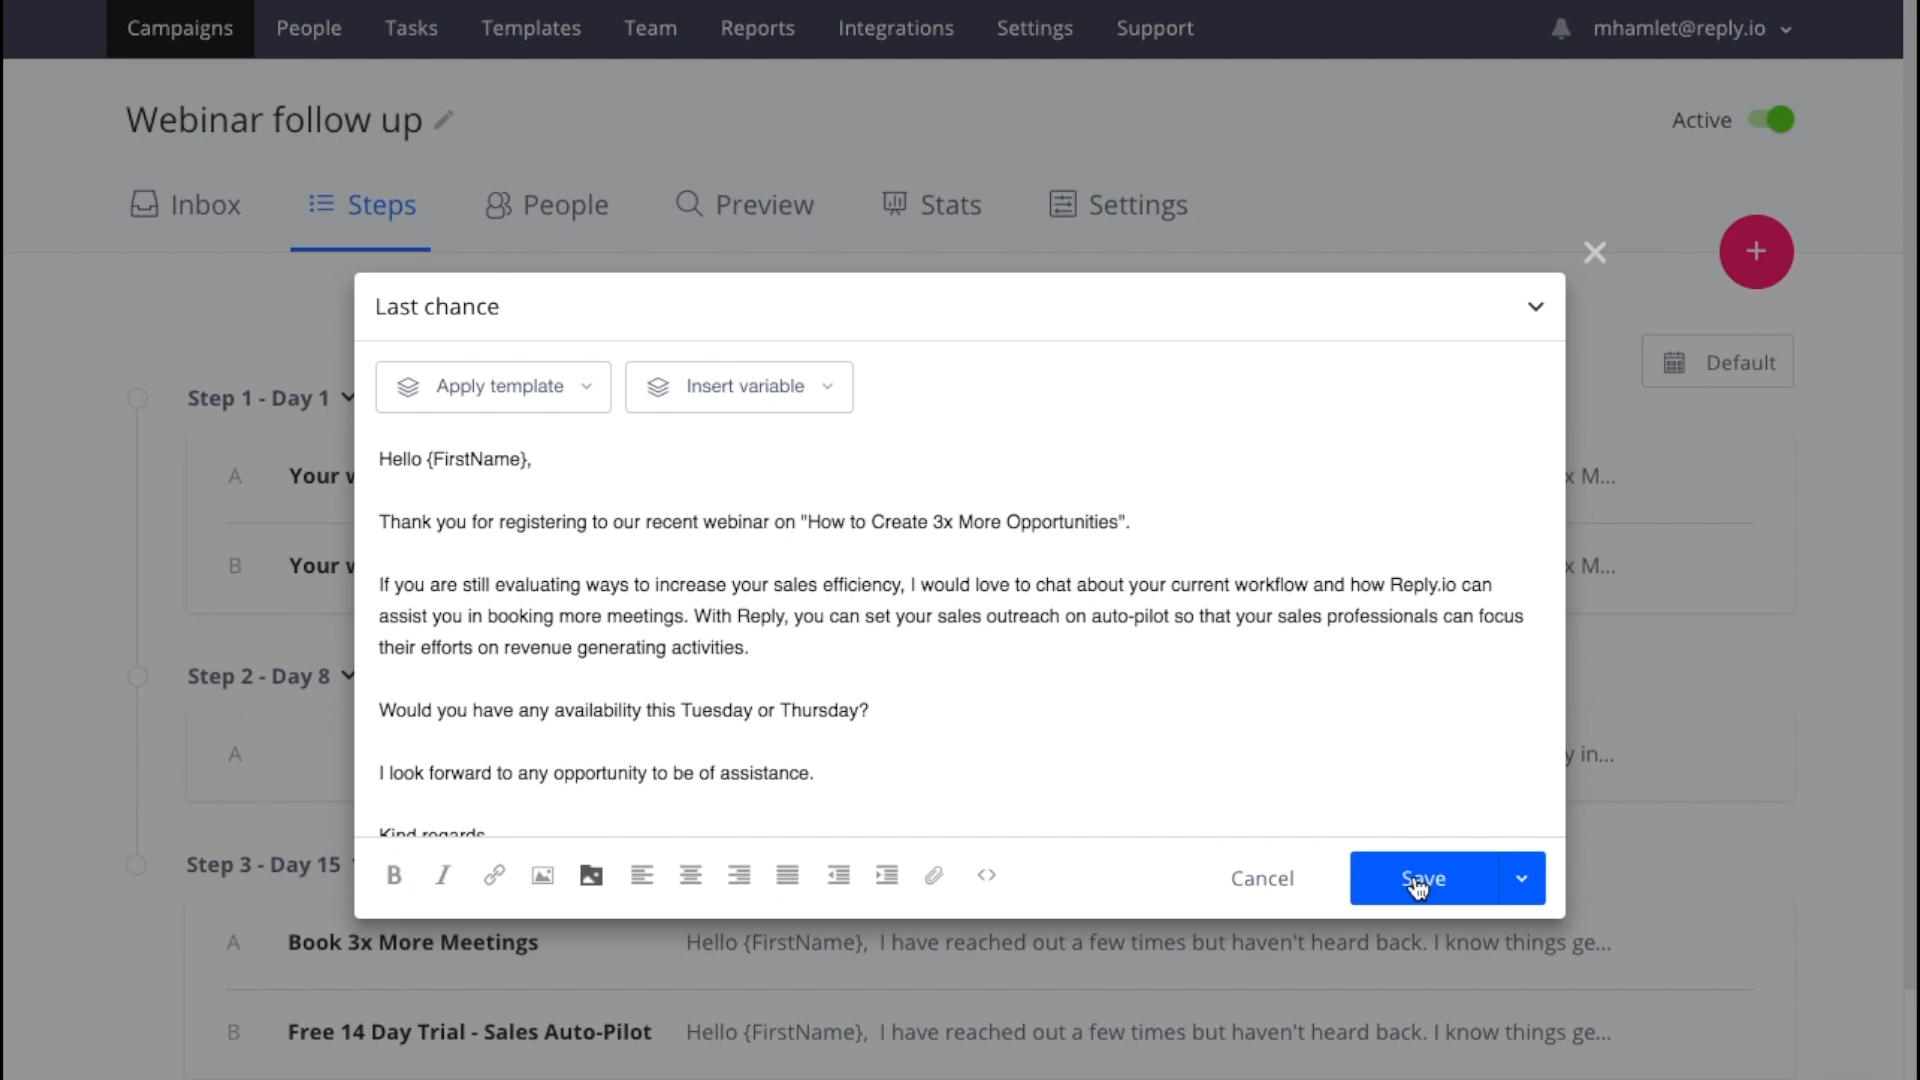 Campaigns People Tasks Templates Team Reports Integrations Settings Support mhamlet@reply.io
Webinar follow up
Active
Inbox Steps People Preview Stats Settings
+
Last chance
Default
Apply template Insert variable
Step 1 - Day 1
Hello {FirstName},
A Your x M...
Thank you for registering to our recent webinar on "How to Create 3x More Opportunities".
B Your x M...
If you are still evaluating ways to increase your sales efficiency, I would love to chat about your current workflow and how Reply.io can
assist you in booking more meetings. With Reply, you can set your sales outreach on auto-pilot so that your sales professionals can focus
their efforts on revenue generating activities.
Step 2 - Day 8
Would you have any availability this Tuesday or Thursday?
A in...
I look forward to any opportunity to be of assistance.
Kind regards
Step 3 - Day 15
B I Cancel Save
A Book 3x More Meetings Hello {FirstName}, I have reached out a few times but haven't heard back. I know things ge...
B Free 14 Day Trial - Sales Auto-Pilot Hello {FirstName}, I have reached out a few times but haven't heard back. I know things ge...